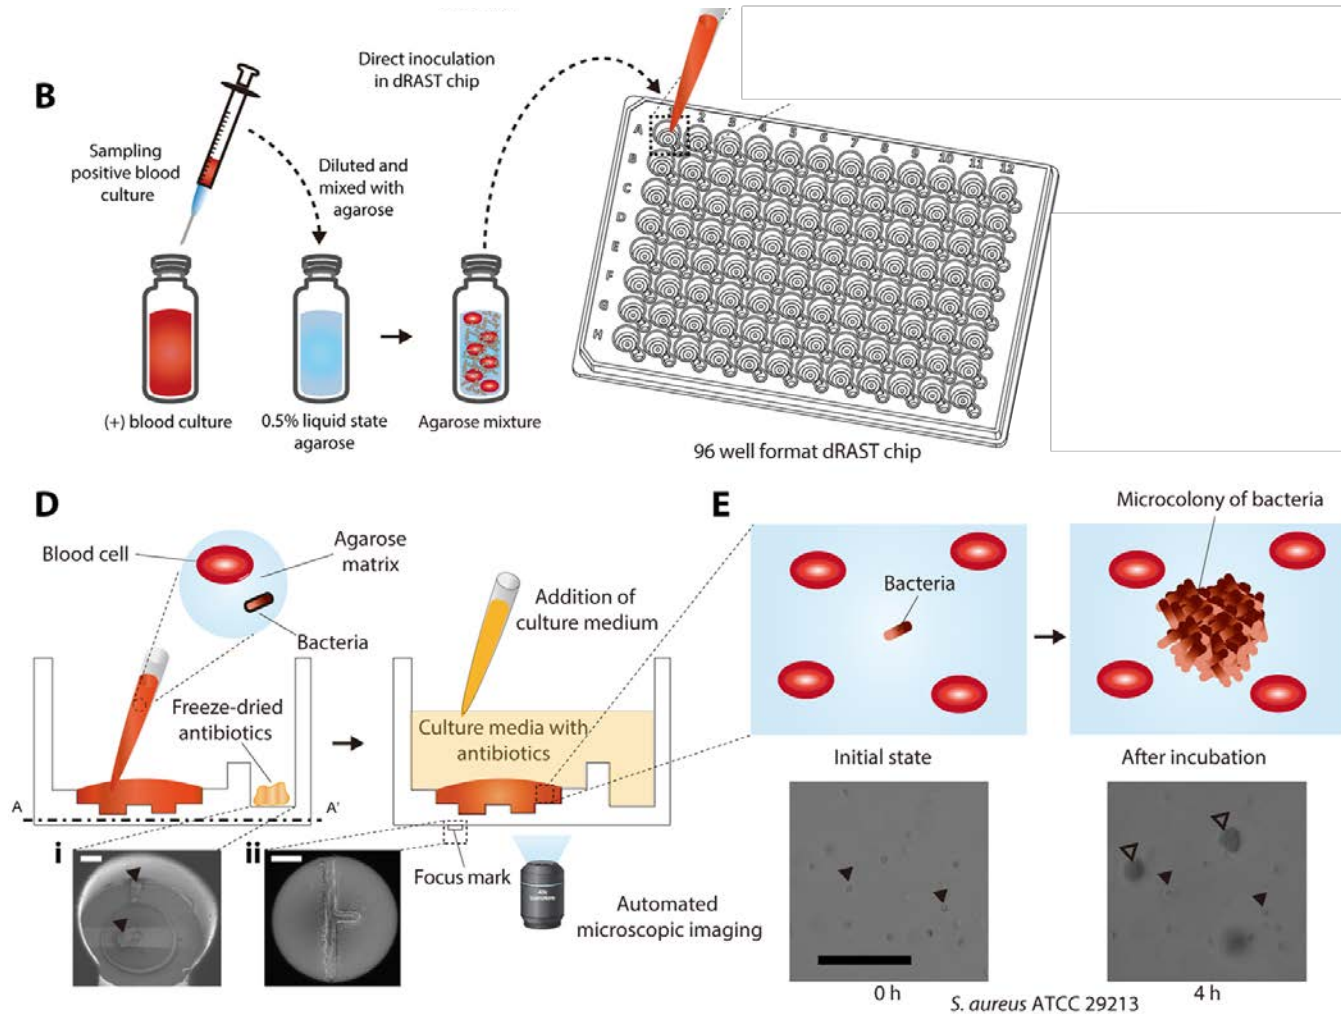 B
Sampling
positive blood
culture
Diluted and
mixed with
agarose
Direct inoculation
in dRAST chip
(+) blood culture
0.5% liquid state
agarose
Agarose mixture
A
B
C
D
E
F
G
H
2
3
4
5
6
7
8
9
10
11
12
96 well format dRAST chip
D
Blood cell
Agarose
matrix
Bacteria
Freeze-dried
antibiotics
A
A'
Addition of
culture medium
Culture media with
antibiotics
i
ii
Focus mark
Automated
microscopic imaging
E
Microcolony of bacteria
Bacteria
Initial state
After incubation
0 h
4 h
S. aureus ATCC 29213